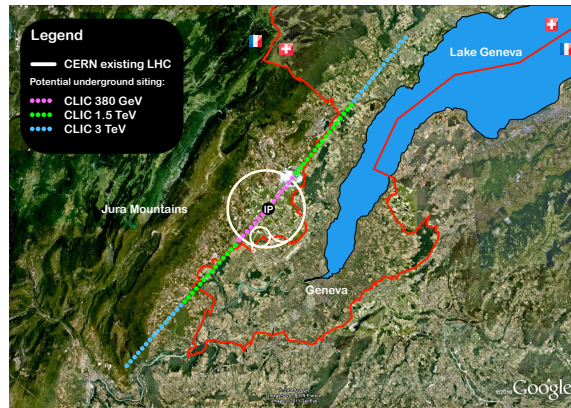 Legend
CERN existing LHC
Potential underground siting:
CLIC 380 GeV
CLIC 1.5 TeV
CLIC 3 TeV
Lake Geneva
Jura Mountains
IP
Geneva
Google